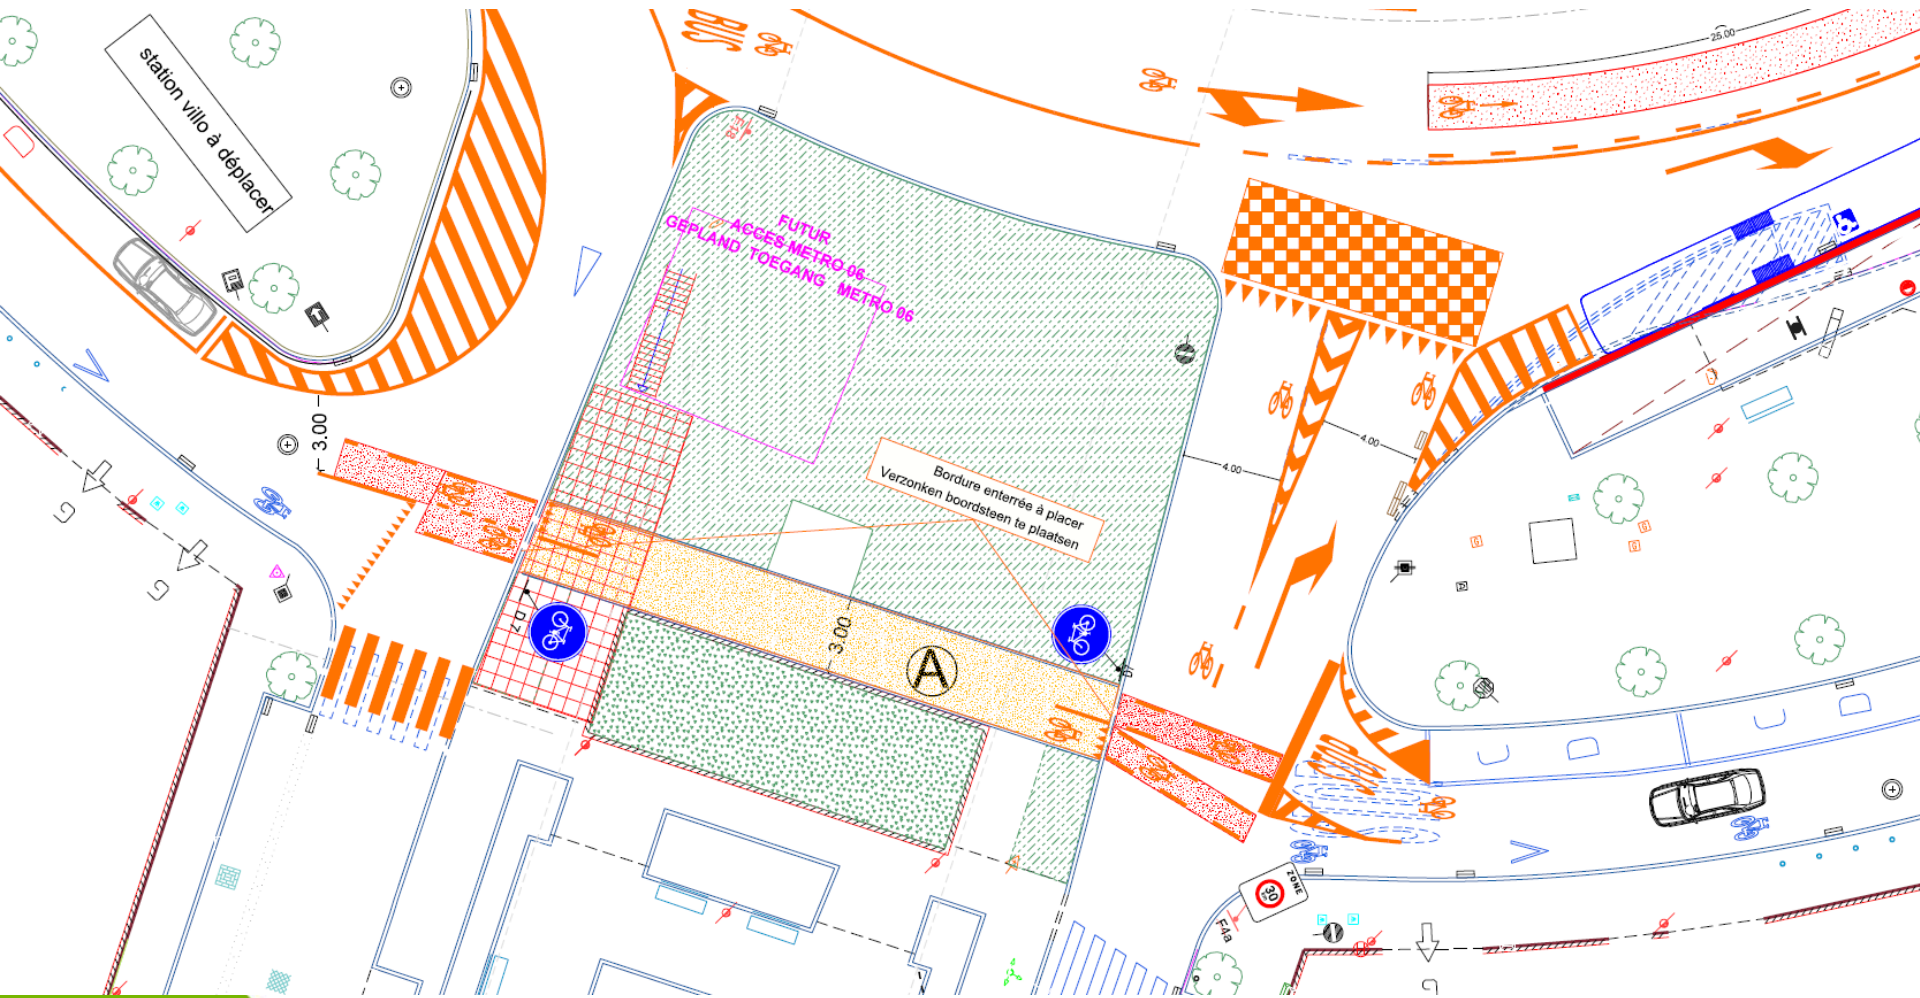 BUS
25.00
station villo à déplacer
FUTUR
ACCES METRO 06
GEPLAND TOEGANG METRO 06
3.00
4.00
4.00
Bordure enterrée à placer
Verzonken boordsteen te plaatsen
D7
3.00
A
ZONE
30
F4a